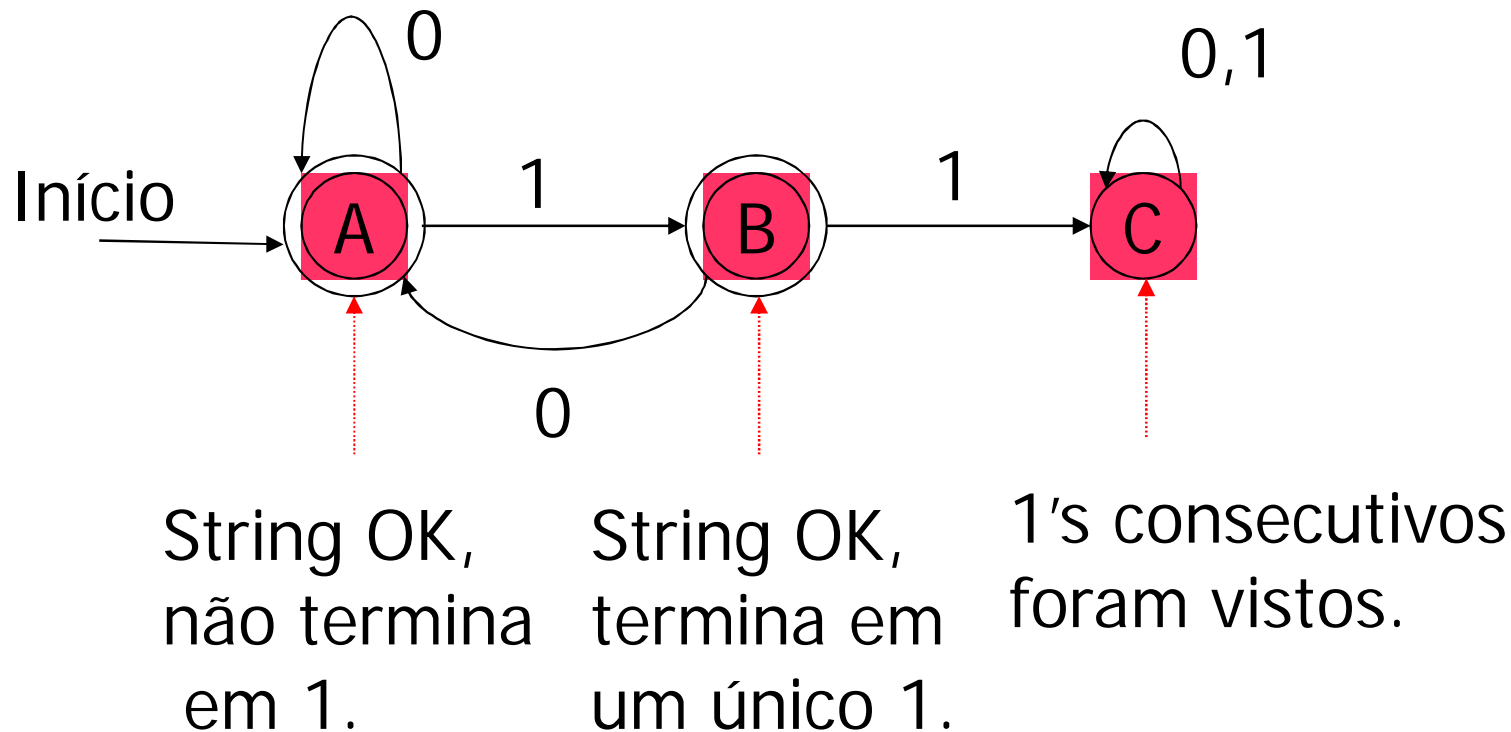 0
0,1
Início
1
1
A
B
C
0
String OK,
não termina
em 1.
String OK,
termina em
um único 1.
1's consecutivos
foram vistos.